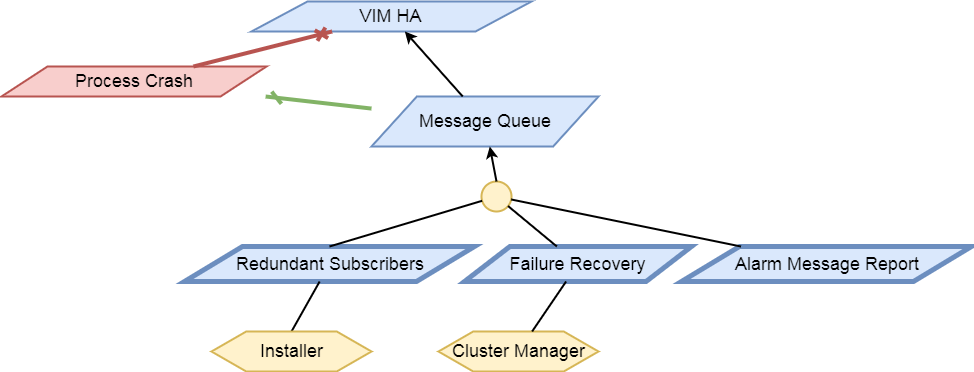 VIM HA
Process Crash
Message Queue
Redundant Subscribers
Failure Recovery
Alarm Message Report
Installer
Cluster Manager